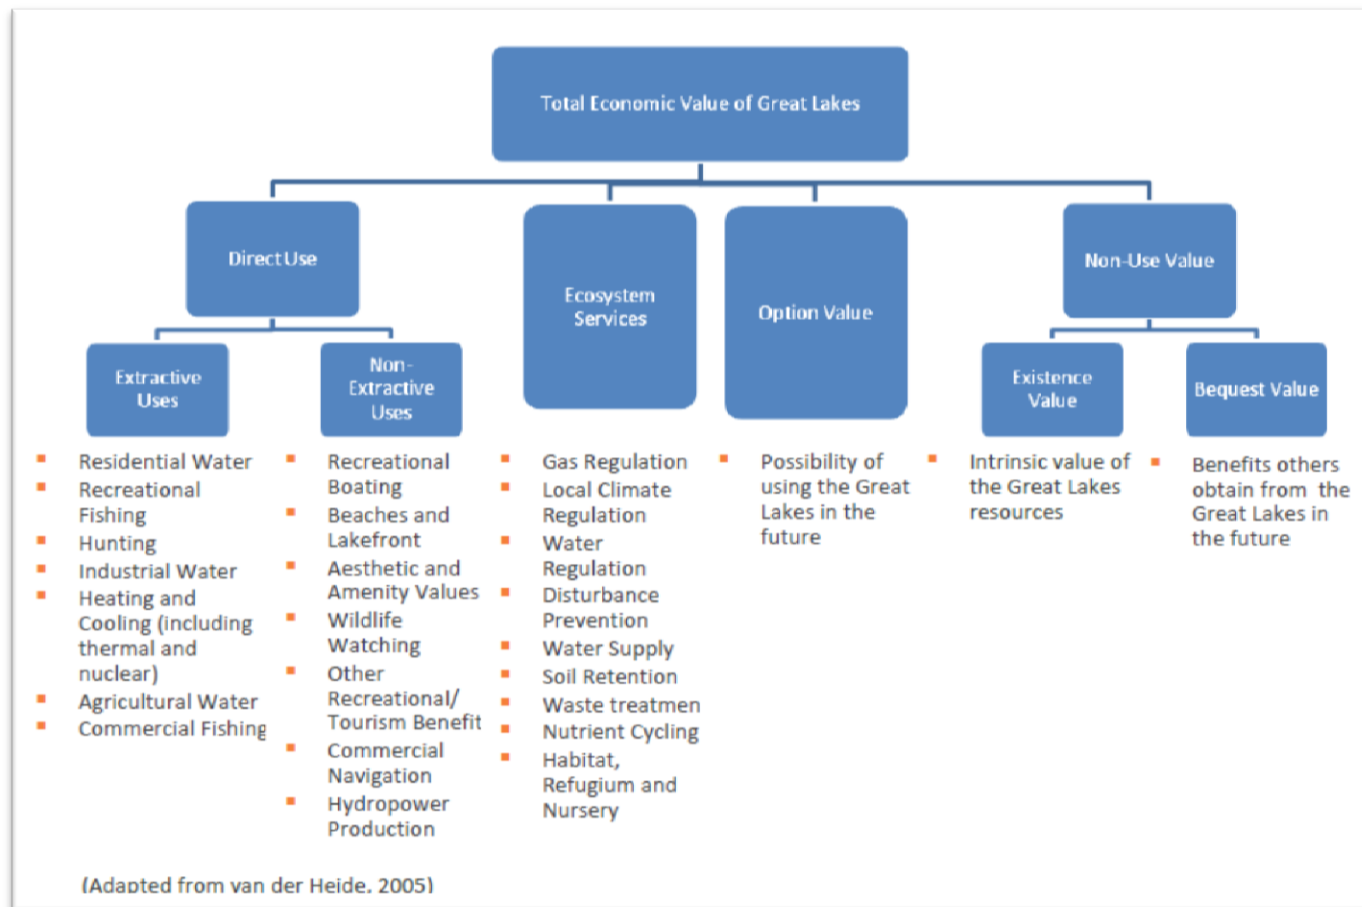 Total Economic Value of Great Lakes
Direct Use
Ecosystem
Services
Option Value
Non-Use Value
Extractive
Uses
Non-
Extractive
Uses
Existence
Value
Bequest Value
Residential Water
Recreational
Fishing
Hunting
Industrial Water
Heating and
Cooling (including
thermal and
nuclear)
Agricultural Water
Commercial Fishing
Recreational
Boating
Beaches and
Lakefront
Aesthetic and
Amenity Values
Wildlife
Watching
Other
Recreational/
Tourism Benefit
Commercial
Navigation
Hydropower
Production
Gas Regulation
Local Climate
Regulation
Water
Regulation
Disturbance
Prevention
Water Supply
Soil Retention
Waste treatmen
Nutrient Cycling
Habitat,
Refugium and
Nursery
Possibility of
using the Great
Lakes in the
future
Intrinsic value of
the Great Lakes
resources
Benefits others
obtain from the
Great Lakes in
the future
(Adapted from van der Heide, 2005)